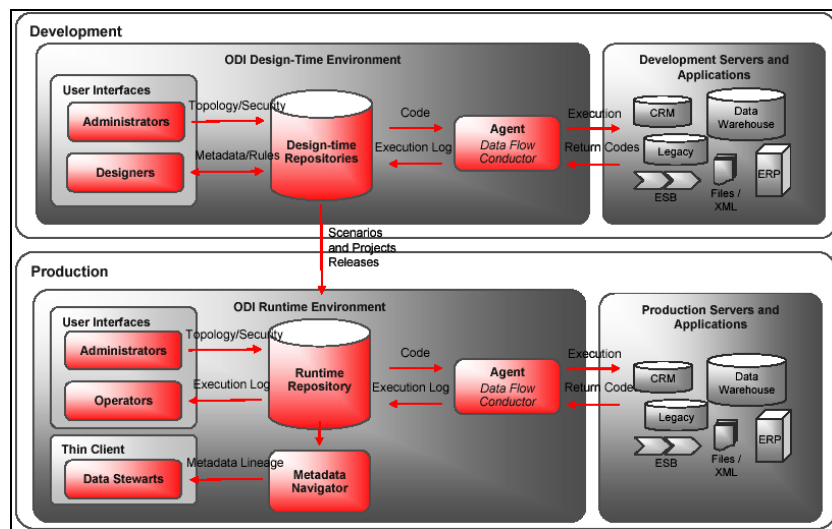 Development
ODI Design-Time Environment
User Interfaces
Administrators
Designers
Topology/Security
Metadata/Rules
Design-time
Repositories
Code
Execution Log
Agent
Data Flow
Conductor
Execution
Return Codes
Development Servers and
Applications
CRM
Data
Warehouse
Legacy
ESB
Files /
XML
ERP
Scenarios
and Projects
Releases
Production
ODI Runtime Environment
User Interfaces
Administrators
Operators
Topology/Security
Execution Log
Runtime
Repository
Code
Execution Log
Agent
Data Flow
Conductor
Execution
Return Codes
Production Servers and
Applications
CRM
Data
Warehouse
Legacy
ESB
Files /
XML
ERP
Thin Client
Data Stewarts
Metadata Lineage
Metadata
Navigator